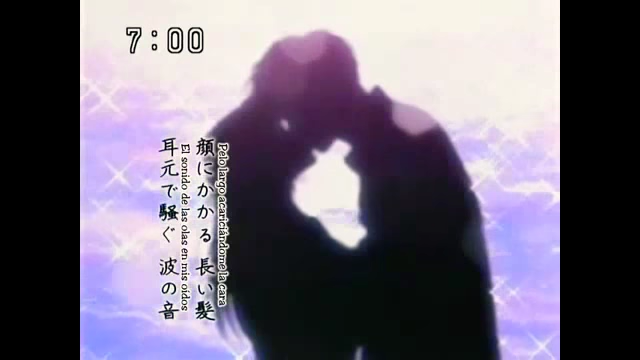 7:00
顔にかかる 長い髪
Pelo largo acariciándome la cara
耳元で騒ぐ 波の音
El sonido de las olas en mis oídos